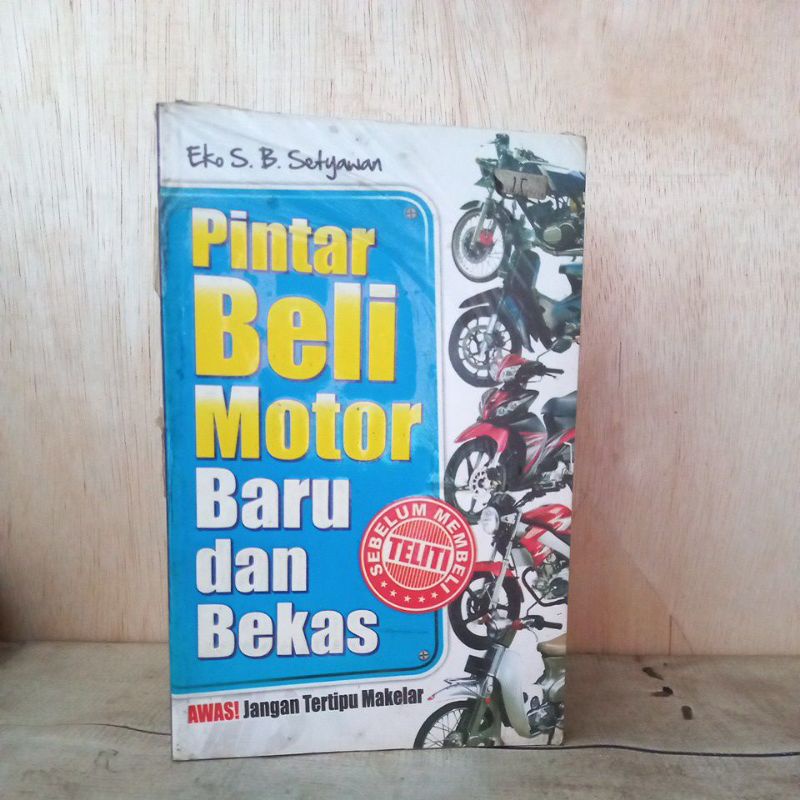 Eko S. B. Setyawan
Pintar
Beli
Motor
Baru
dan
Bekas
SEBELUM MEMBELI
TELITI
AWAS! Jangan Tertipu Makelar